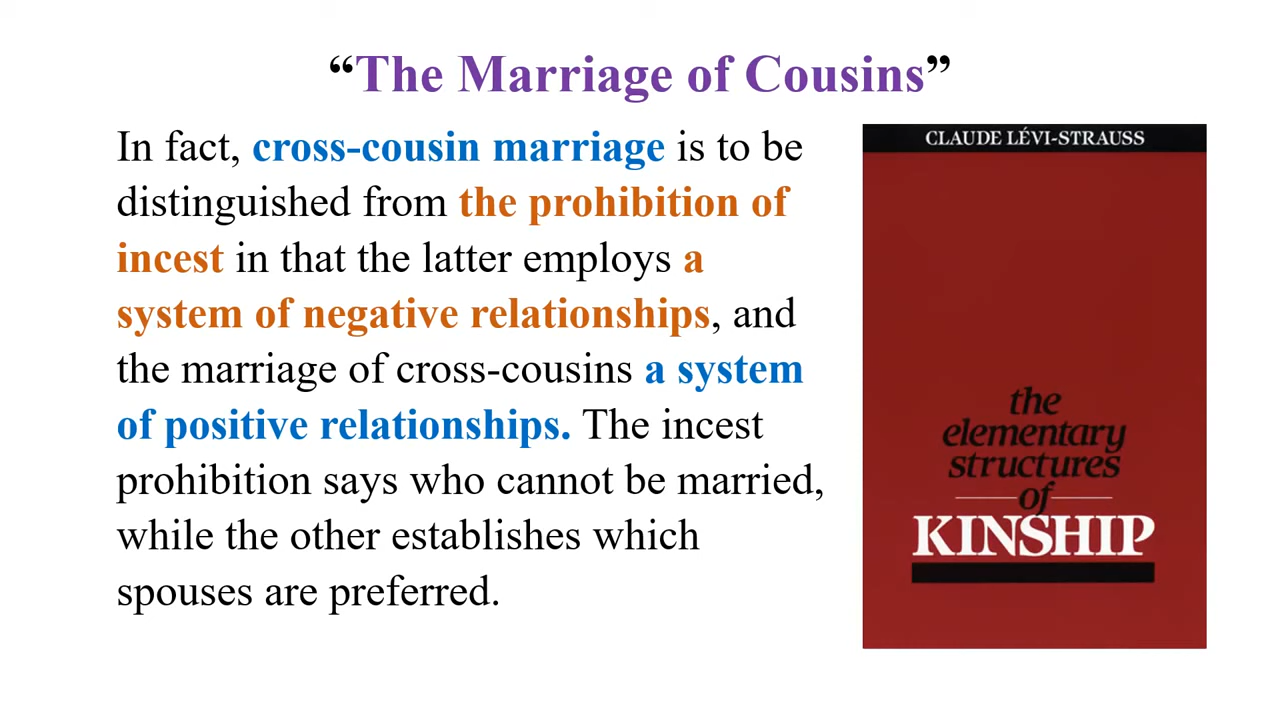 “The Marriage of Cousins”
In fact, cross-cousin marriage is to be
distinguished from the prohibition of
incest in that the latter employs a
system of negative relationships, and
the marriage of cross-cousins a system
of positive relationships. The incest
prohibition says who cannot be married,
while the other establishes which
spouses are preferred.
CLAUDE LÉVI-STRAUSS
the
elementary
structures
of
KINSHIP